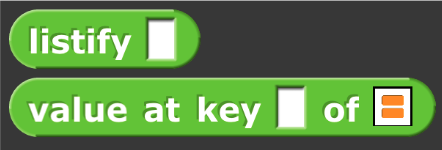 listify
value at key of